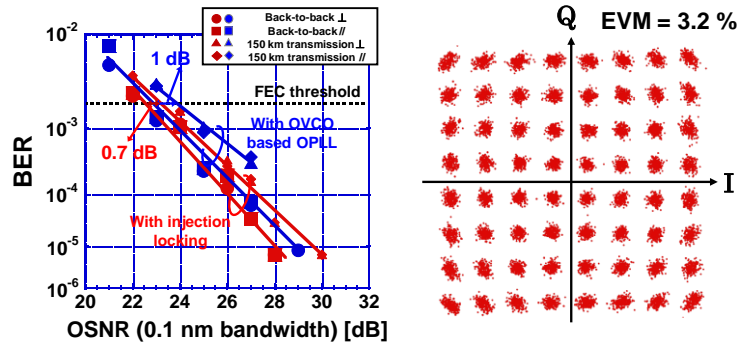 Back-to-back ⊥
Back-to-back //
150 km transmission ⊥
150 km transmission //
10-2
10-3
10-4
10-5
10-6
BER
1 dB
FEC threshold
With OVCO
based OPLL
0.7 dB
With injection
locking
20 22 24 26 28 30 32
OSNR (0.1 nm bandwidth) [dB]
Q
EVM = 3.2 %
I